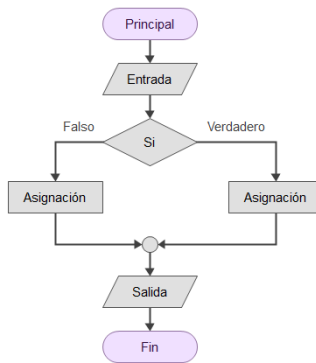 Principal
Entrada
Falso
Verdadero
Si
Asignación
Asignación
Salida
Fin